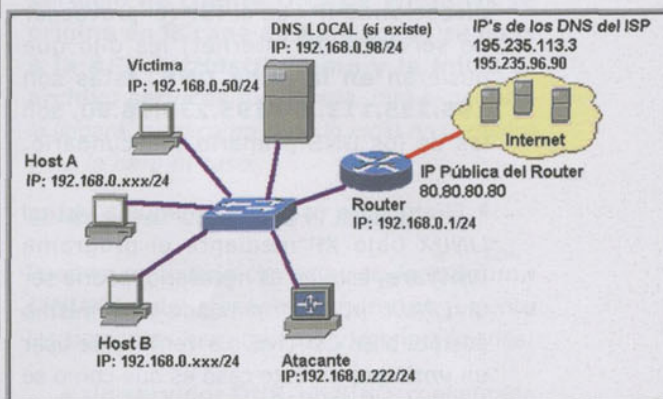 DNS LOCAL (si existe)
IP: 192.168.0.98/24
IP's de los DNS del ISP
195.235.113.3
195.235.96.90
Víctima
IP: 192.168.0.50/24
Internet
Host A
IP: 192.168.0.xxx/24
IP Pública del Router
80.80.80.80
Router
IP: 192.168.0.1/24
Host B
IP: 192.168.0.xxx/24
Atacante
IP:192.168.0.222/24